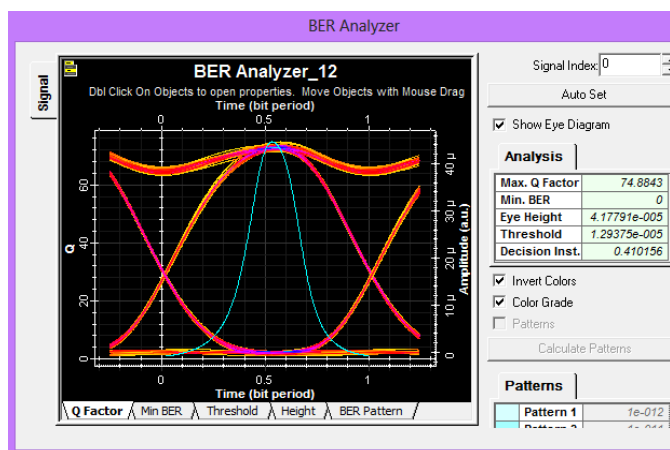 BER Analyzer
Signal
BER Analyzer_12
Dbl Click On Objects to open properties. Move Objects with Mouse Drag
Time (bit period)
0 0.5 1
Q
0 20 40 60
Amplitude (a.u.)
0 10 µ 30 µ 40 µ
0 0.5 1
Time (bit period)
Q Factor Min BER Threshold Height BER Pattern
Signal Index: 0
Auto Set
Show Eye Diagram
Analysis
Max. Q Factor 74.8843
Min. BER 0
Eye Height 4.17791e-005
Threshold 1.29375e-005
Decision Inst. 0.410156
Invert Colors
Color Grade
Patterns
Calculate Patterns
Patterns
Pattern 1 1e-012